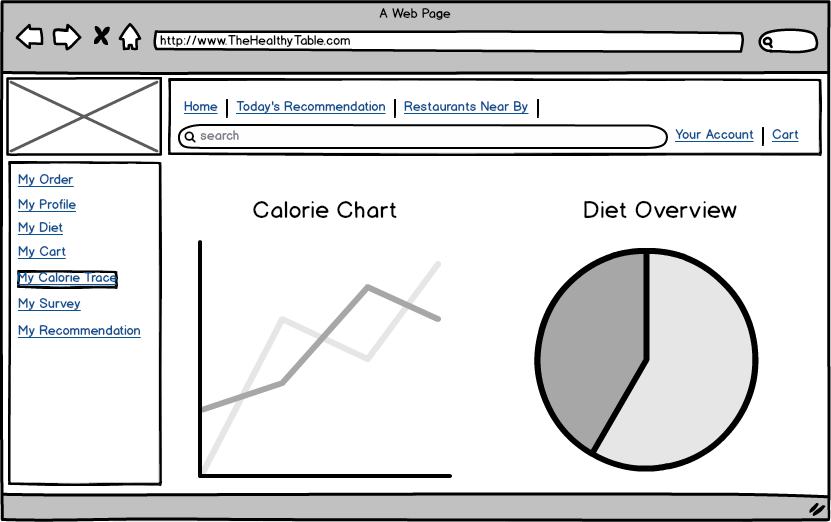 A Web Page
http://www.TheHealthyTable.com
Home Today's Recommendation Restaurants Near By
search
Your Account Cart
My Order
My Profile
My Diet
My Cart
My Calorie Trace
My Survey
My Recommendation
Calorie Chart
Diet Overview